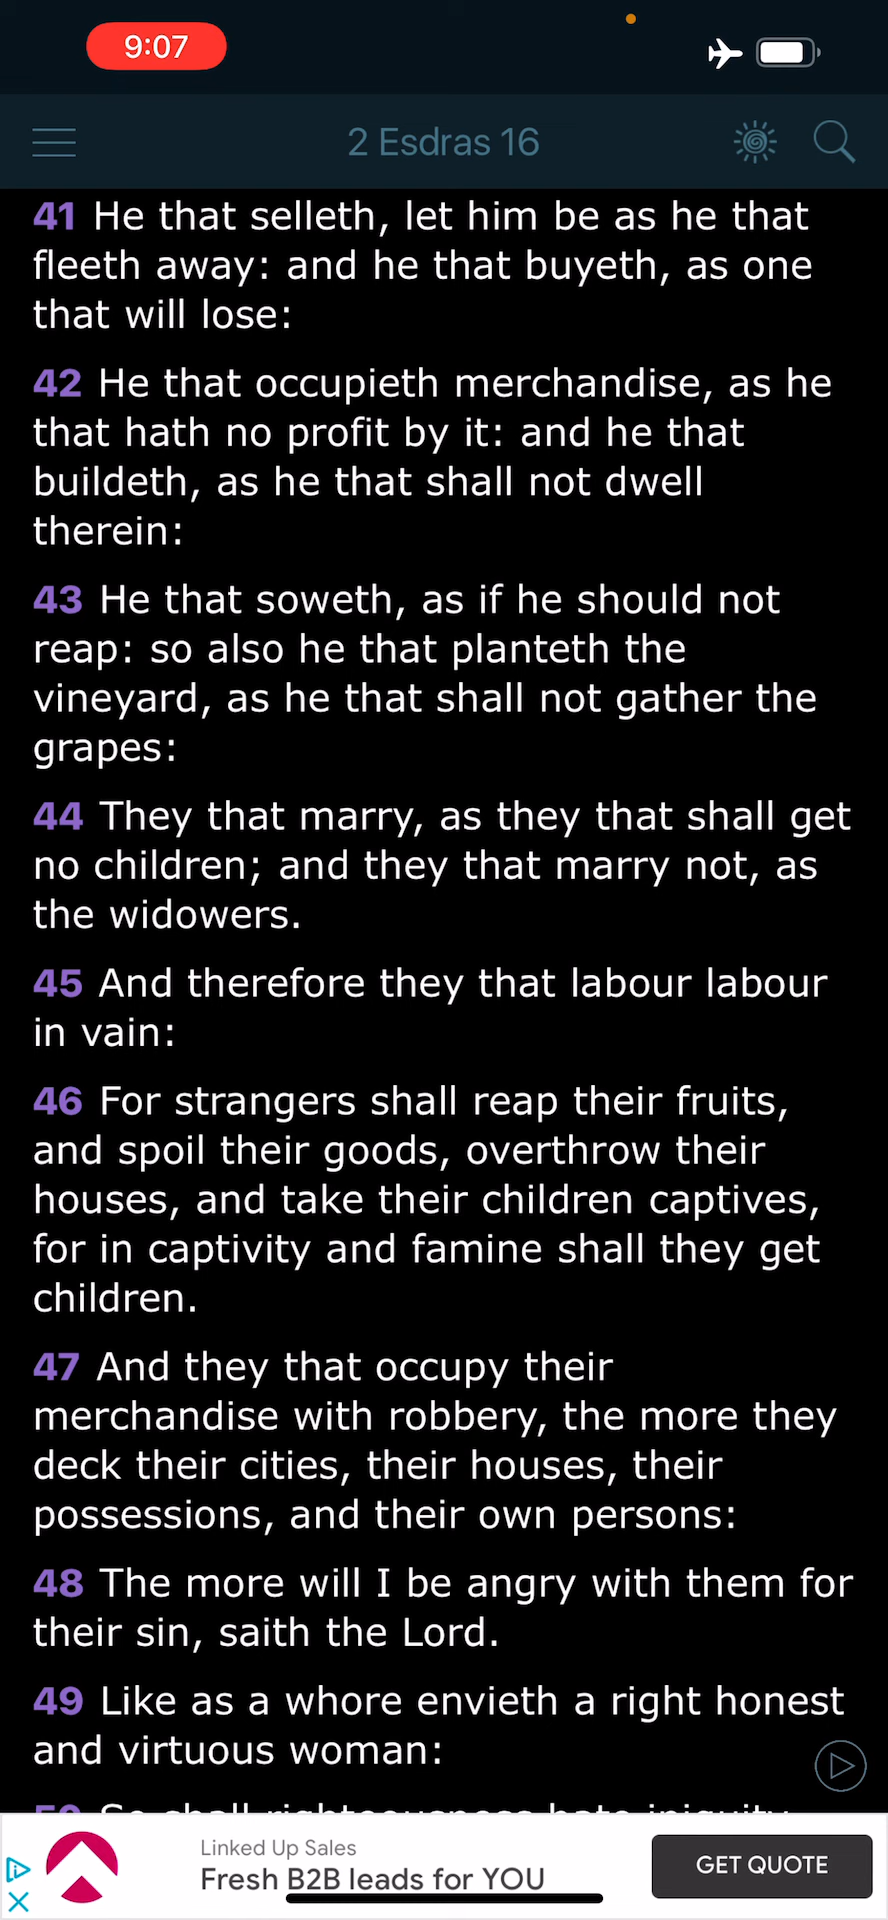 9:07
2 Esdras 16
41 He that selleth, let him be as he that
fleeth away: and he that buyeth, as one
that will lose:
42 He that occupieth merchandise, as he
that hath no profit by it: and he that
buildeth, as he that shall not dwell
therein:
43 He that soweth, as if he should not
reap: so also he that planteth the
vineyard, as he that shall not gather the
grapes:
44 They that marry, as they that shall get
no children; and they that marry not, as
the widowers.
45 And therefore they that labour labour
in vain:
46 For strangers shall reap their fruits,
and spoil their goods, overthrow their
houses, and take their children captives,
for in captivity and famine shall they get
children.
47 And they that occupy their
merchandise with robbery, the more they
deck their cities, their houses, their
possessions, and their own persons:
48 The more will I be angry with them for
their sin, saith the Lord.
49 Like as a whore envieth a right honest
and virtuous woman:
50 So shall righteousness hate iniquity,
Linked Up Sales
Fresh B2B leads for YOU
GET QUOTE